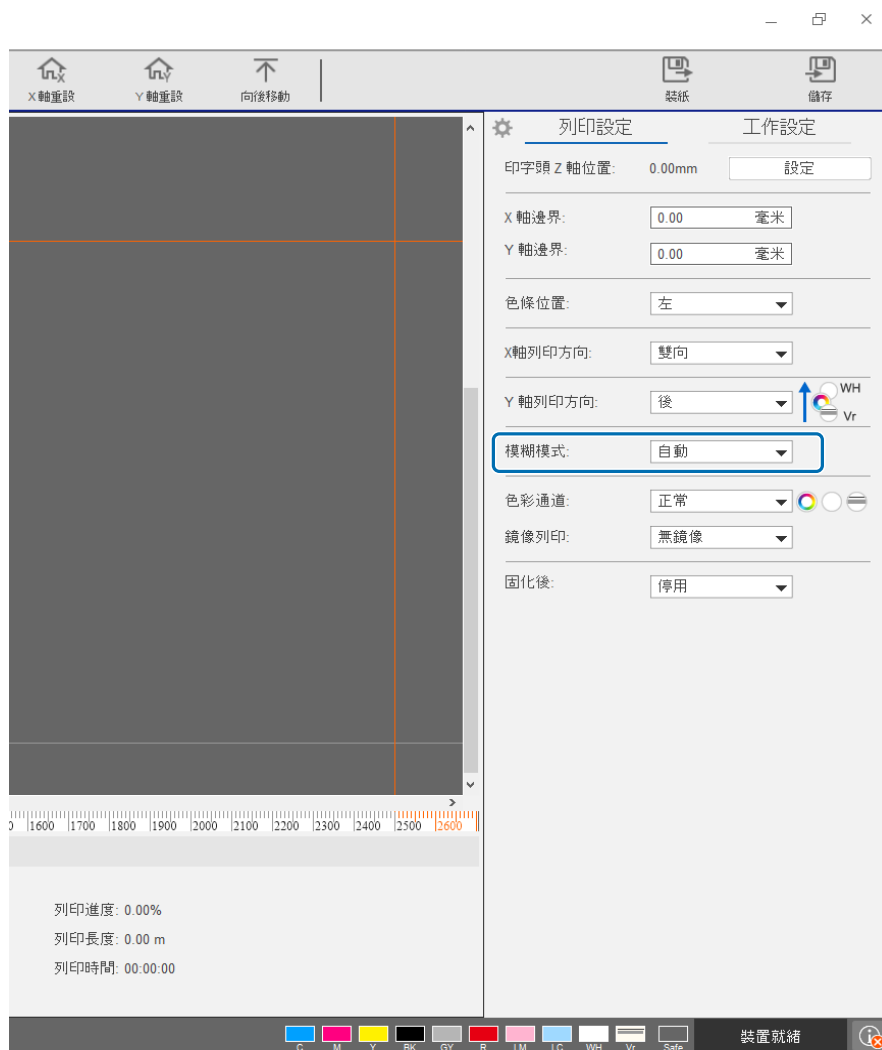 X 軸重設 Y 軸重設 向後移動 裝紙 儲存
列印設定 工作設定
印字頭 Z 軸位置: 0.00mm 設定
X 軸邊界: 0.00 毫米
Y 軸邊界: 0.00 毫米
色條位置: 左
X軸列印方向: 雙向
Y 軸列印方向: 後 WH
Vr
模糊模式: 自動
色彩通道: 正常
鏡像列印: 無鏡像
固化後: 停用
0 1600 1700 1800 1900 2000 2100 2200 2300 2400 2500 2600
列印進度: 0.00%
列印長度: 0.00 m
列印時間: 00:00:00
C M Y BK GY R LM LC WH Vr Safe 裝置就緒